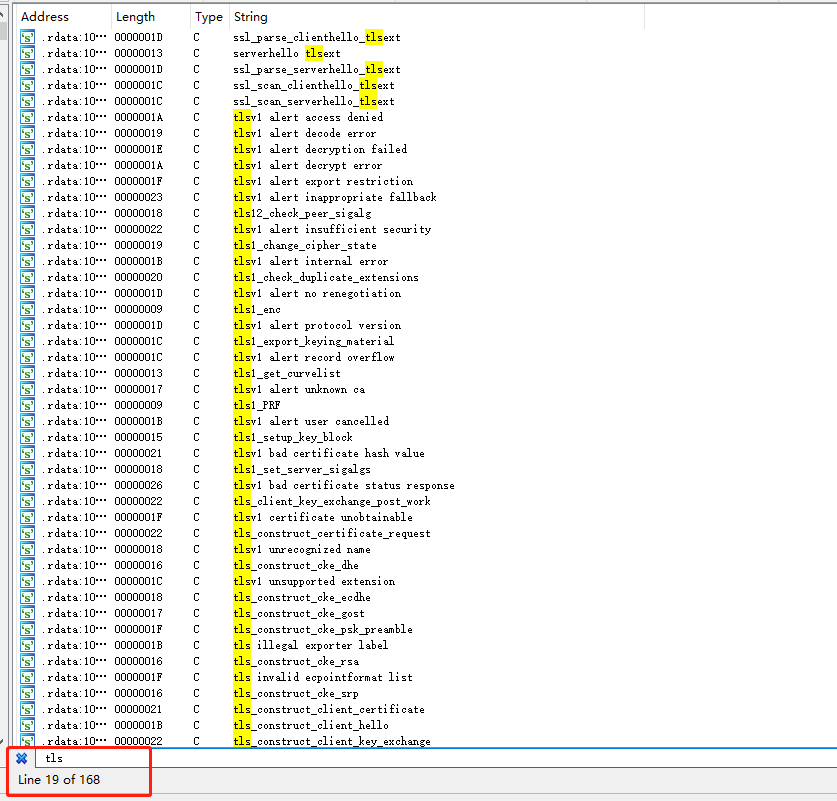 Address Length Type String
.rdata:10··· 0000001D C ssl_parse_clienthello_tlsext
.rdata:10··· 00000013 C serverhello tlsext
.rdata:10··· 0000001D C ssl_parse_serverhello_tlsext
.rdata:10··· 0000001C C ssl_scan_clienthello_tlsext
.rdata:10··· 0000001C C ssl_scan_serverhello_tlsext
.rdata:10··· 0000001A C tlsv1 alert access denied
.rdata:10··· 00000019 C tlsv1 alert decode error
.rdata:10··· 0000001E C tlsv1 alert decryption failed
.rdata:10··· 0000001A C tlsv1 alert decrypt error
.rdata:10··· 0000001F C tlsv1 alert export restriction
.rdata:10··· 00000023 C tlsv1 alert inappropriate fallback
.rdata:10··· 00000018 C tls12_check_peer_sigalg
.rdata:10··· 00000022 C tlsv1 alert insufficient security
.rdata:10··· 00000019 C tls1_change_cipher_state
.rdata:10··· 0000001B C tlsv1 alert internal error
.rdata:10··· 00000020 C tls1_check_duplicate_extensions
.rdata:10··· 0000001D C tlsv1 alert no renegotiation
.rdata:10··· 00000009 C tls1_enc
.rdata:10··· 0000001D C tlsv1 alert protocol version
.rdata:10··· 0000001C C tls1_export_keying_material
.rdata:10··· 0000001C C tlsv1 alert record overflow
.rdata:10··· 00000013 C tls1_get_curvelist
.rdata:10··· 00000017 C tlsv1 alert unknown ca
.rdata:10··· 00000009 C tls1_PRF
.rdata:10··· 0000001B C tlsv1 alert user cancelled
.rdata:10··· 00000015 C tls1_setup_key_block
.rdata:10··· 00000021 C tlsv1 bad certificate hash value
.rdata:10··· 00000018 C tls1_set_server_sigalgs
.rdata:10··· 00000026 C tlsv1 bad certificate status response
.rdata:10··· 00000022 C tls_client_key_exchange_post_work
.rdata:10··· 0000001F C tlsv1 certificate unobtainable
.rdata:10··· 00000022 C tls_construct_certificate_request
.rdata:10··· 00000018 C tlsv1 unrecognized name
.rdata:10··· 00000016 C tls_construct_cke_dhe
.rdata:10··· 0000001C C tlsv1 unsupported extension
.rdata:10··· 00000018 C tls_construct_cke_ecdhe
.rdata:10··· 00000017 C tls_construct_cke_gost
.rdata:10··· 0000001F C tls_construct_cke_psk_preamble
.rdata:10··· 0000001B C tls illegal exporter label
.rdata:10··· 00000016 C tls_construct_cke_rsa
.rdata:10··· 0000001F C tls invalid ecpointformat list
.rdata:10··· 00000016 C tls_construct_cke_srp
.rdata:10··· 00000021 C tls_construct_client_certificate
.rdata:10··· 0000001B C tls_construct_client_hello
.rdata:10··· 00000022 C tls_construct_client_key_exchange
tls
Line 19 of 168